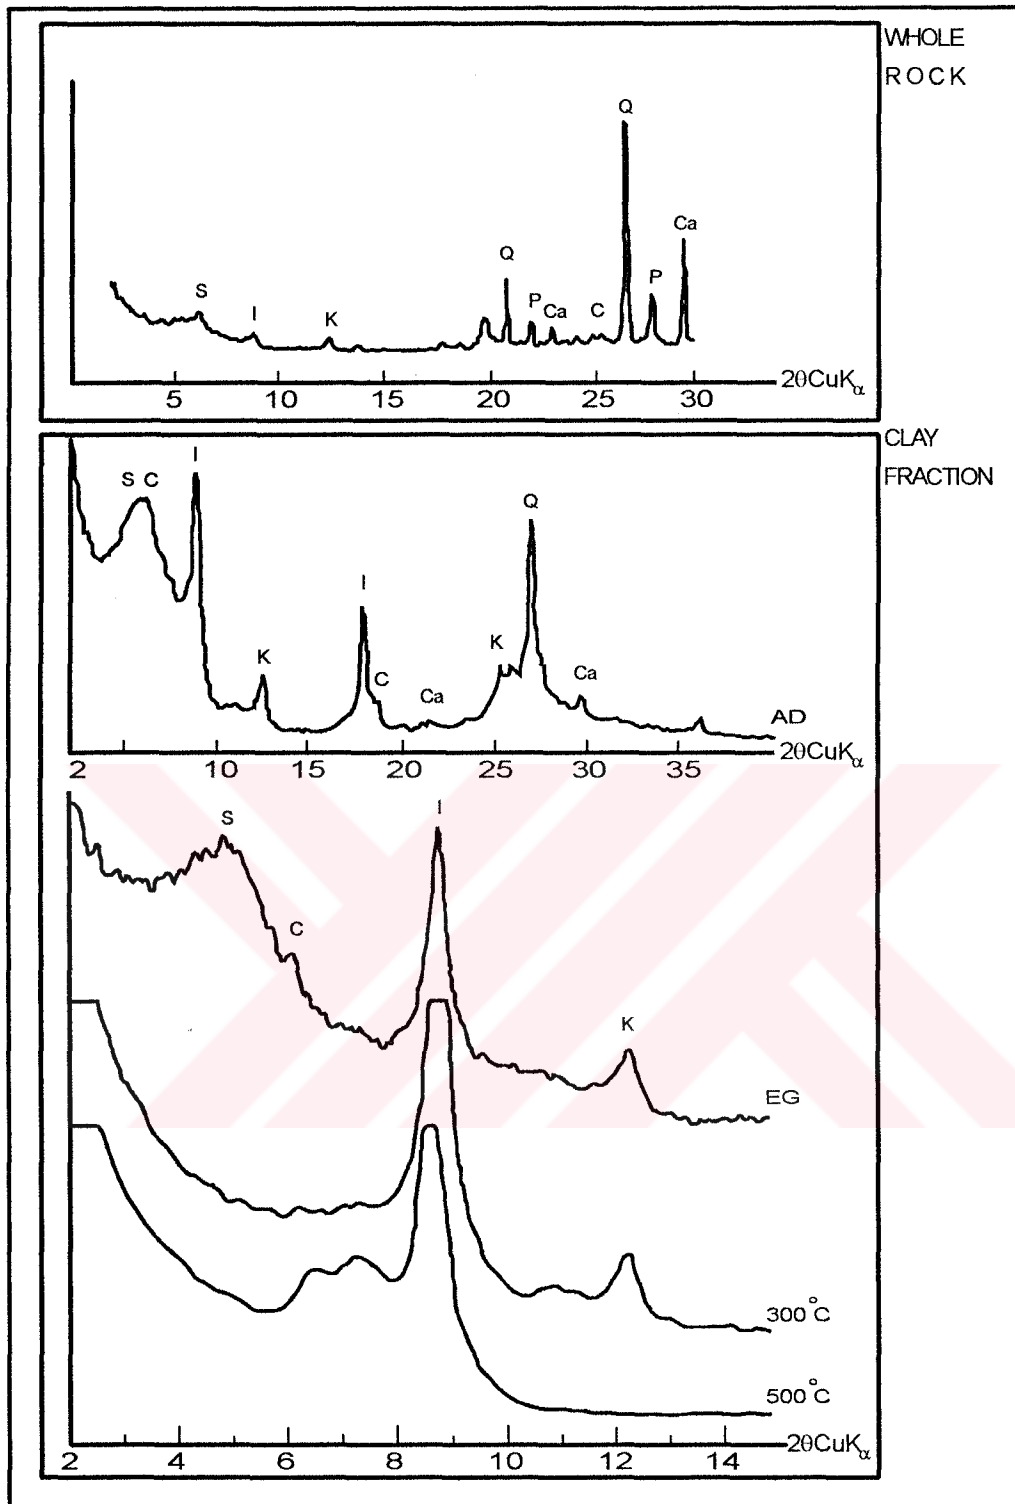 WHOLE
ROCK
Q
Ca
Q
P
S
P
Ca
C
I
K
2θCuKα
5 10 15 20 25 30
CLAY
FRACTION
I
S C
Q
I
K
K
C
Ca
Ca
AD
2 10 15 20 25 30 35
2θCuKα
S
I
C
K
EG
300°C
500°C
2 4 6 8 10 12 14
2θCuKα